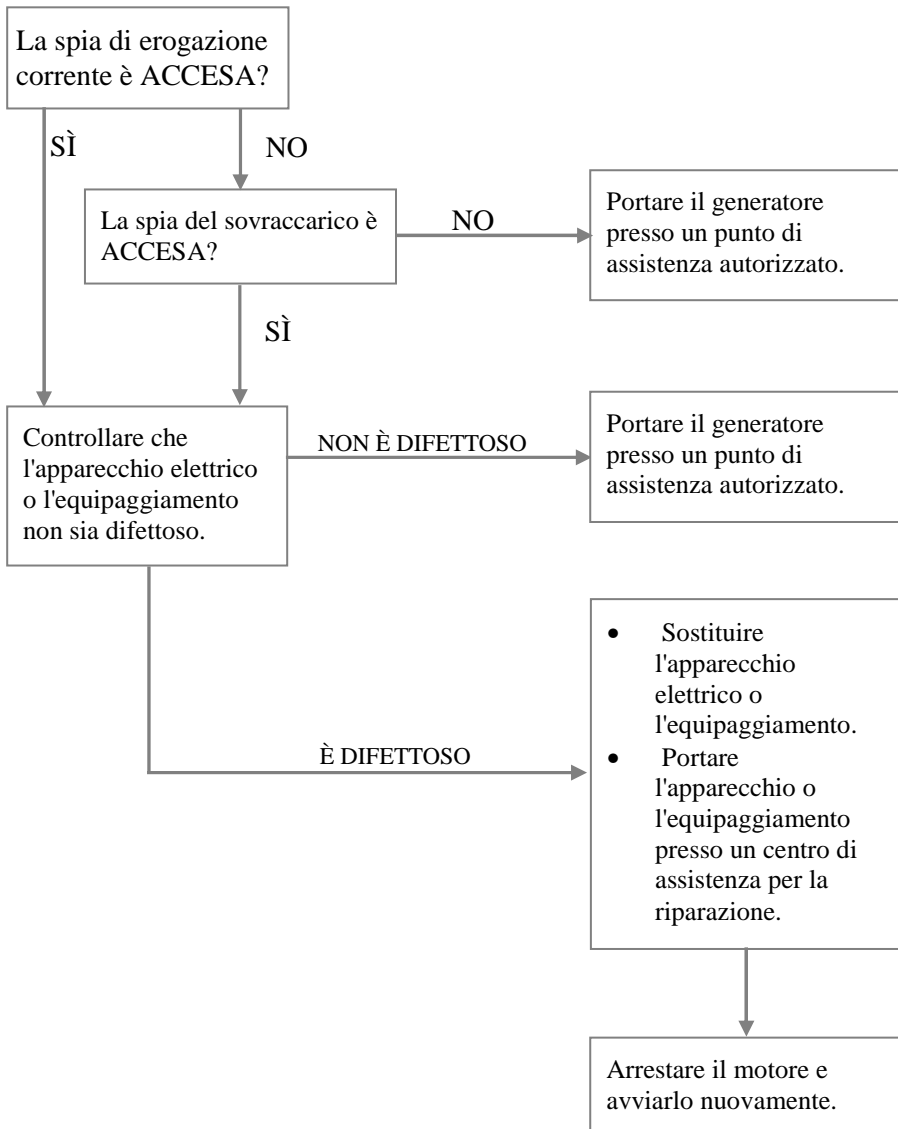 La spia di erogazione
corrente è ACCESA?
SÌ
NO
La spia del sovraccarico è
ACCESA?
NO
Portare il generatore
presso un punto di
assistenza autorizzato.
SÌ
Controllare che
l'apparecchio elettrico
o l'equipaggiamento
non sia difettoso.
NON È DIFETTOSO
Portare il generatore
presso un punto di
assistenza autorizzato.
È DIFETTOSO
• Sostituire
l'apparecchio
elettrico o
l'equipaggiamento.
• Portare
l'apparecchio o
l'equipaggiamento
presso un centro di
assistenza per la
riparazione.
Arrestare il motore e
avviarlo nuovamente.